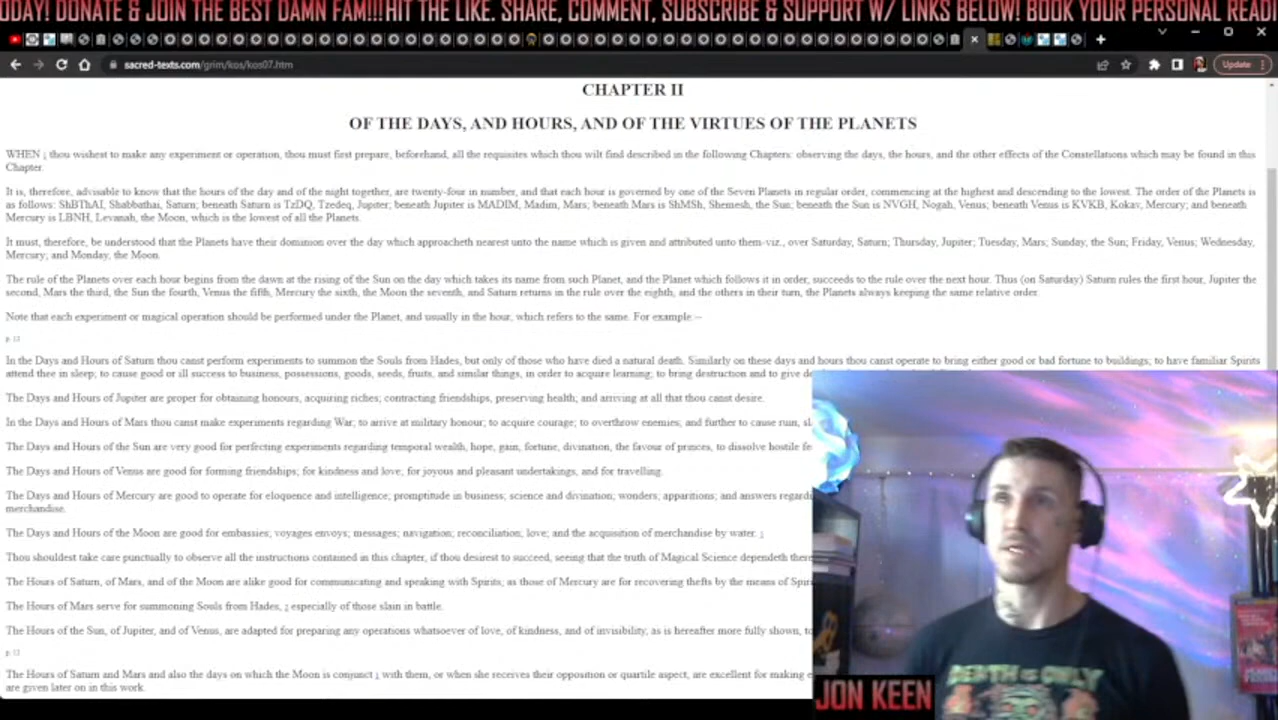 ODAY! DONATE & JOIN THE BEST DAMN FAM!!!HIT THE LIKE. SHARE, COMMENT, SUBSCRIBE & SUPPORT W/ LINKS BELOW! BOOK YOUR PERSONAL READI
sacred-texts.com/grim/kos/kos07.htm
Update
CHAPTER II
OF THE DAYS, AND HOURS, AND OF THE VIRTUES OF THE PLANETS
WHEN 1 thou wishest to make any experiment or operation, thou must first prepare, beforehand, all the requisites which thou wilt find described in the following Chapters: observing the days, the hours, and the other effects of the Constellations which may be found in this
Chapter.
It is, therefore, advisable to know that the hours of the day and of the night together, are twenty-four in number, and that each hour is governed by one of the Seven Planets in regular order, commencing at the highest and descending to the lowest. The order of the Planets is
as follows: ShBThAI, Shabbathai, Saturn; beneath Saturn is TzDQ, Tzedeq, Jupiter; beneath Jupiter is MADIM, Madim, Mars; beneath Mars is ShMSh, Shemesh, the Sun; beneath the Sun is NVGH, Nogah, Venus; beneath Venus is KVKB, Kokav, Mercury; and beneath
Mercury is LBNH, Levanah, the Moon, which is the lowest of all the Planets.
It must, therefore, be understood that the Planets have their dominion over the day which approacheth nearest unto the name which is given and attributed unto them-viz., over Saturday, Saturn; Thursday, Jupiter; Tuesday, Mars; Sunday, the Sun; Friday, Venus; Wednesday,
Mercury; and Monday, the Moon.
The rule of the Planets over each hour begins from the dawn at the rising of the Sun on the day which takes its name from such Planet, and the Planet which follows it in order, succeeds to the rule over the next hour. Thus (on Saturday) Saturn rules the first hour, Jupiter the
second, Mars the third, the Sun the fourth, Venus the fifth, Mercury the sixth, the Moon the seventh, and Saturn returns in the rule over the eighth, and the others in their turn, the Planets always keeping the same relative order.
Note that each experiment or magical operation should be performed under the Planet, and usually in the hour, which refers to the same. For example:--
In the Days and Hours of Saturn thou canst perform experiments to summon the Souls from Hades, but only of those who have died a natural death. Similarly on these days and hours thou canst operate to bring either good or bad fortune to buildings; to have familiar Spirits
attend thee in sleep; to cause good or ill success to business, possessions, goods, seeds, fruits, and similar things, in order to acquire learning; to bring destruction and to give
The Days and Hours of Jupiter are proper for obtaining honours, acquiring riches; contracting friendships, preserving health; and arriving at all that thou canst desire.
In the Days and Hours of Mars thou canst make experiments regarding War; to arrive at military honour; to acquire courage; to overthrow enemies; and further to cause ruin,
The Days and Hours of the Sun are very good for perfecting experiments regarding temporal wealth, hope, gain, fortune, divination, the favour of princes, to dissolve hostile
The Days and Hours of Venus are good for forming friendships; for kindness and love; for joyous and pleasant undertakings, and for travelling.
The Days and Hours of Mercury are good to operate for eloquence and intelligence; promptitude in business; science and divination; wonders; apparitions; and answers
merchandise.
The Days and Hours of the Moon are good for embassies; voyages envoys; messages; navigation; reconciliation; love; and the acquisition of merchandise by water.
Thou shouldest take care punctually to observe all the instructions contained in this chapter, if thou desirest to succeed, seeing that the truth of Magical Science dependeth
The Hours of Saturn, of Mars, and of the Moon are alike good for communicating and speaking with Spirits; as those of Mercury are for recovering thefts by the means of
The Hours of Mars serve for summoning Souls from Hades, especially of those slain in battle.
The Hours of the Sun, of Jupiter, and of Venus, are adapted for preparing any operations whatsoever of love, of kindness, and of invisibility, as is hereafter more fully shown,
The Hours of Saturn and Mars and also the days on which the Moon is conjunct with them, or when she receives their opposition or quartile aspect, are excellent for making
are given later on in this work.
JON KEEN
DEATH IS ONLY